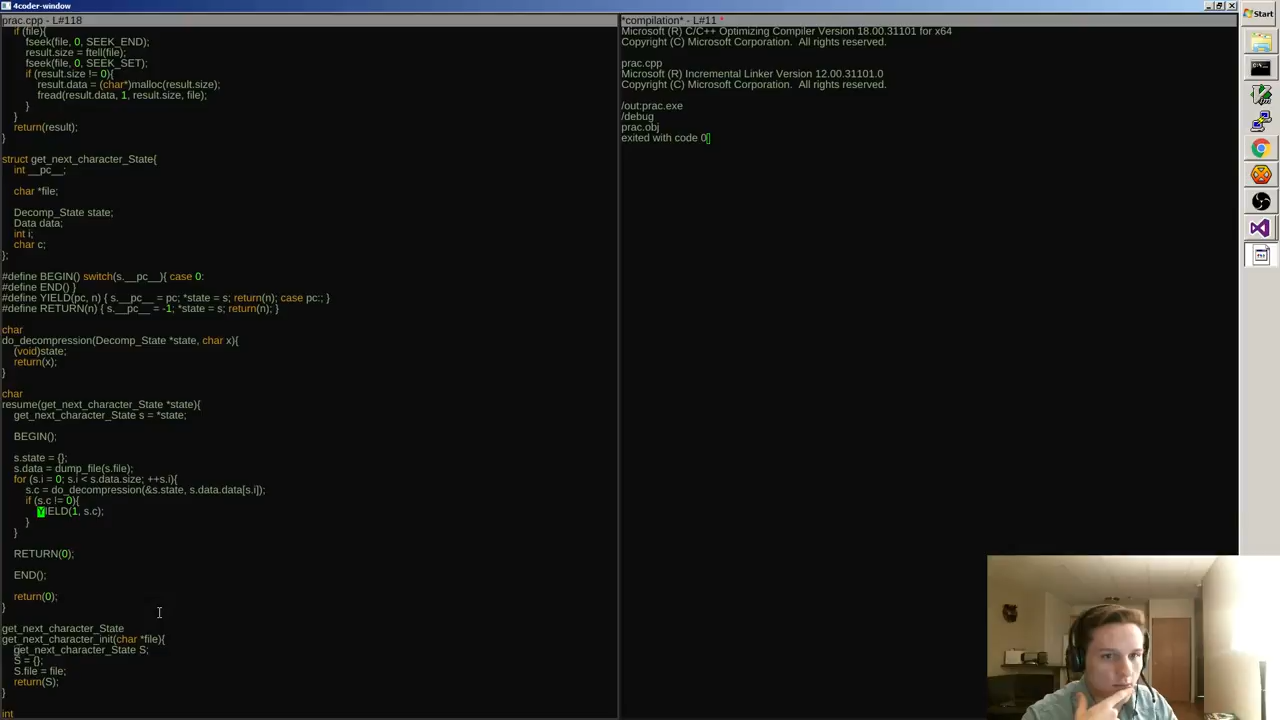 4coder-window
prac.cpp - L#118
if (file){
fseek(file, 0, SEEK_END);
result.size = ftell(file);
fseek(file, 0, SEEK_SET);
if (result.size != 0){
result.data = (char*)malloc(result.size);
fread(result.data, 1, result.size, file);
}
}
return(result);
}
struct get_next_character_State{
int __pc__;
char *file;
Decomp_State state;
Data data;
int i;
char c;
};
#define BEGIN() switch(s.__pc__){ case 0:
#define END() }
#define YIELD(pc, n) { s.__pc__ = pc; *state = s; return(n); case pc:; }
#define RETURN(n) { s.__pc__ = -1; *state = s; return(n); }
char
do_decompression(Decomp_State *state, char x){
(void)state;
return(x);
}
char
resume(get_next_character_State *state){
get_next_character_State s = *state;
BEGIN();
s.state = {};
s.data = dump_file(s.file);
for (s.i = 0; s.i < s.data.size; ++s.i){
s.c = do_decompression(&s.state, s.data.data[s.i]);
if (s.c != 0){
YIELD(1, s.c);
}
}
RETURN(0);
END();
return(0);
}
get_next_character_State
get_next_character_init(char *file){
get_next_character_State S;
S = {};
S.file = file;
return(S);
}
int
*compilation* - L#11 *
Microsoft (R) C/C++ Optimizing Compiler Version 18.00.31101 for x64
Copyright (C) Microsoft Corporation.  All rights reserved.
prac.cpp
Microsoft (R) Incremental Linker Version 12.00.31101.0
Copyright (C) Microsoft Corporation.  All rights reserved.
/out:prac.exe
/debug
prac.obj
exited with code 0
Start